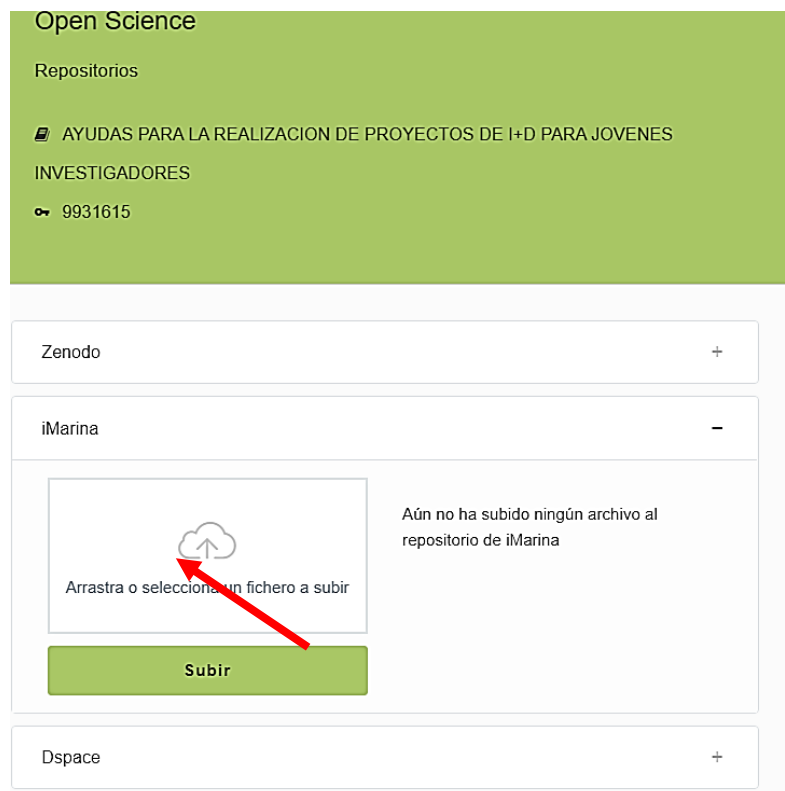 Open Science
Repositorios
AYUDAS PARA LA REALIZACION DE PROYECTOS DE I+D PARA JOVENES
INVESTIGADORES
9931615
Zenodo
iMarina
Arrastra o selecciona un fichero a subir
Aún no ha subido ningún archivo al
repositorio de iMarina
Subir
Dspace